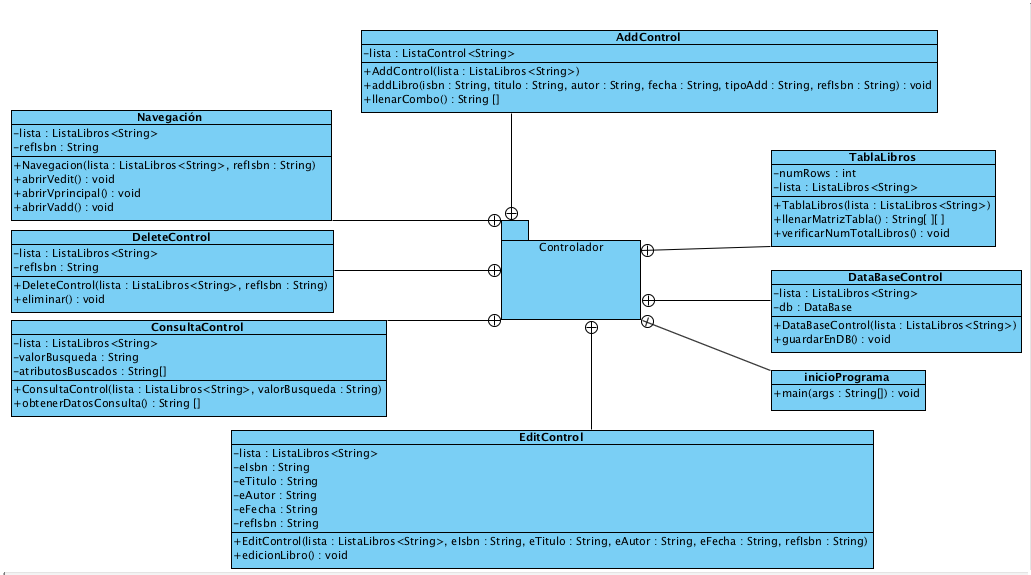 AddControl
-lista : ListaControl<String>
+AddControl(lista : ListaLibros<String>)
+addLibro(isbn : String, titulo : String, autor : String, fecha : String, tipoAdd : String, refIsbn : String) : void
+llenarCombo() : String []
Navegación
-lista : ListaLibros<String>
-refIsbn : String
+Navegacion(lista : ListaLibros<String>, refIsbn : String)
+abrirVedit() : void
+abrirVprincipal() : void
+abrirVadd() : void
TablaLibros
-numRows : int
-lista : ListaLibros<String>
+TablaLibros(lista : ListaLibros<String>)
+llenarMatrizTabla() : String[ ][ ]
+verificarNumTotalLibros() : void
DeleteControl
-lista : ListaLibros<String>
-refIsbn : String
+DeleteControl(lista : ListaLibros<String>, refIsbn : String)
+eliminar() : void
Controlador
DataBaseControl
-lista : ListaLibros<String>
-db : DataBase
+DataBaseControl(lista : ListaLibros<String>)
+guardarEnDB() : void
ConsultaControl
-lista : ListaLibros<String>
-valorBusqueda : String
-atributosBuscados : String[]
+ConsultaControl(lista : ListaLibros<String>, valorBusqueda : String)
+obtenerDatosConsulta() : String []
inicioPrograma
+main(args : String[]) : void
EditControl
-lista : ListaLibros<String>
-eIsbn : String
-eTitulo : String
-eAutor : String
-eFecha : String
-refIsbn : String
+EditControl(lista : ListaLibros<String>, eIsbn : String, eTitulo : String, eAutor : String, eFecha : String, refIsbn : String)
+edicionLibro() : void